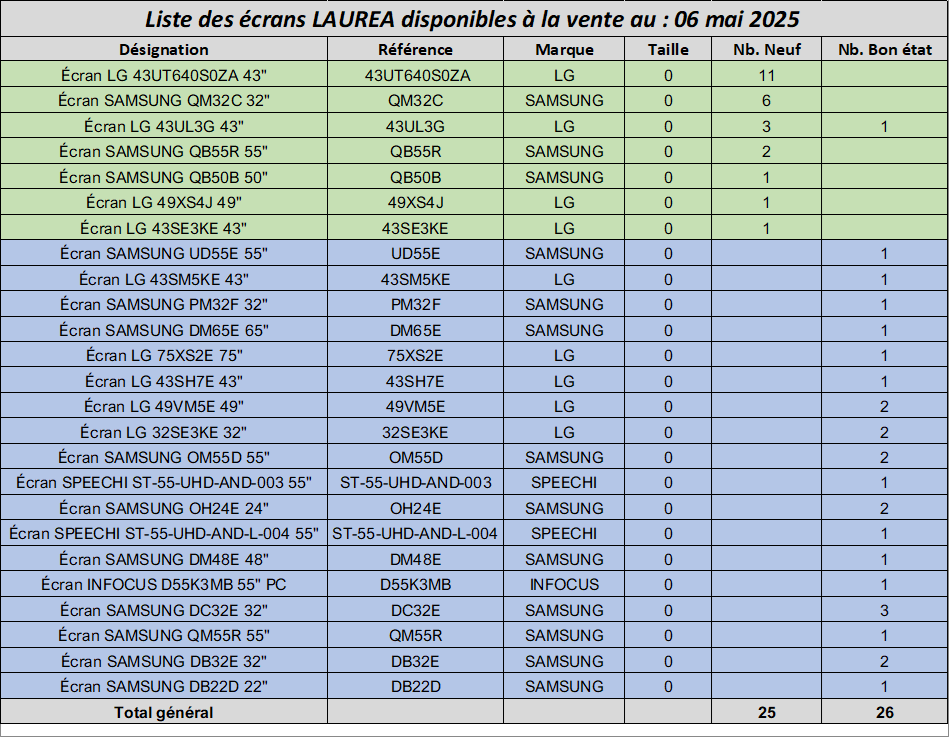 Liste des écrans LAUREA disponibles à la vente au : 06 mai 2025
Désignation Référence Marque Taille Nb. Neuf Nb. Bon état
Écran LG 43UT640S0ZA 43" 43UT640S0ZA LG 0 11
Écran SAMSUNG QM32C 32" QM32C SAMSUNG 0 6
Écran LG 43UL3G 43" 43UL3G LG 0 3 1
Écran SAMSUNG QB55R 55" QB55R SAMSUNG 0 2
Écran SAMSUNG QB50B 50" QB50B SAMSUNG 0 1
Écran LG 49XS4J 49" 49XS4J LG 0 1
Écran LG 43SE3KE 43" 43SE3KE LG 0 1
Écran SAMSUNG UD55E 55" UD55E SAMSUNG 0 1
Écran LG 43SM5KE 43" 43SM5KE LG 0 1
Écran SAMSUNG PM32F 32" PM32F SAMSUNG 0 1
Écran SAMSUNG DM65E 65" DM65E SAMSUNG 0 1
Écran LG 75XS2E 75" 75XS2E LG 0 1
Écran LG 43SH7E 43" 43SH7E LG 0 1
Écran LG 49VM5E 49" 49VM5E LG 0 2
Écran LG 32SE3KE 32" 32SE3KE LG 0 2
Écran SAMSUNG OM55D 55" OM55D SAMSUNG 0 2
Écran SPEECHI ST-55-UHD-AND-003 55" ST-55-UHD-AND-003 SPEECHI 0 1
Écran SAMSUNG OH24E 24" OH24E SAMSUNG 0 2
Écran SPEECHI ST-55-UHD-AND-L-004 55" ST-55-UHD-AND-L-004 SPEECHI 0 1
Écran SAMSUNG DM48E 48" DM48E SAMSUNG 0 1
Écran INFOCUS D55K3MB 55" PC D55K3MB INFOCUS 0 1
Écran SAMSUNG DC32E 32" DC32E SAMSUNG 0 3
Écran SAMSUNG QM55R 55" QM55R SAMSUNG 0 1
Écran SAMSUNG DB32E 32" DB32E SAMSUNG 0 2
Écran SAMSUNG DB22D 22" DB22D SAMSUNG 0 1
Total général 25 26